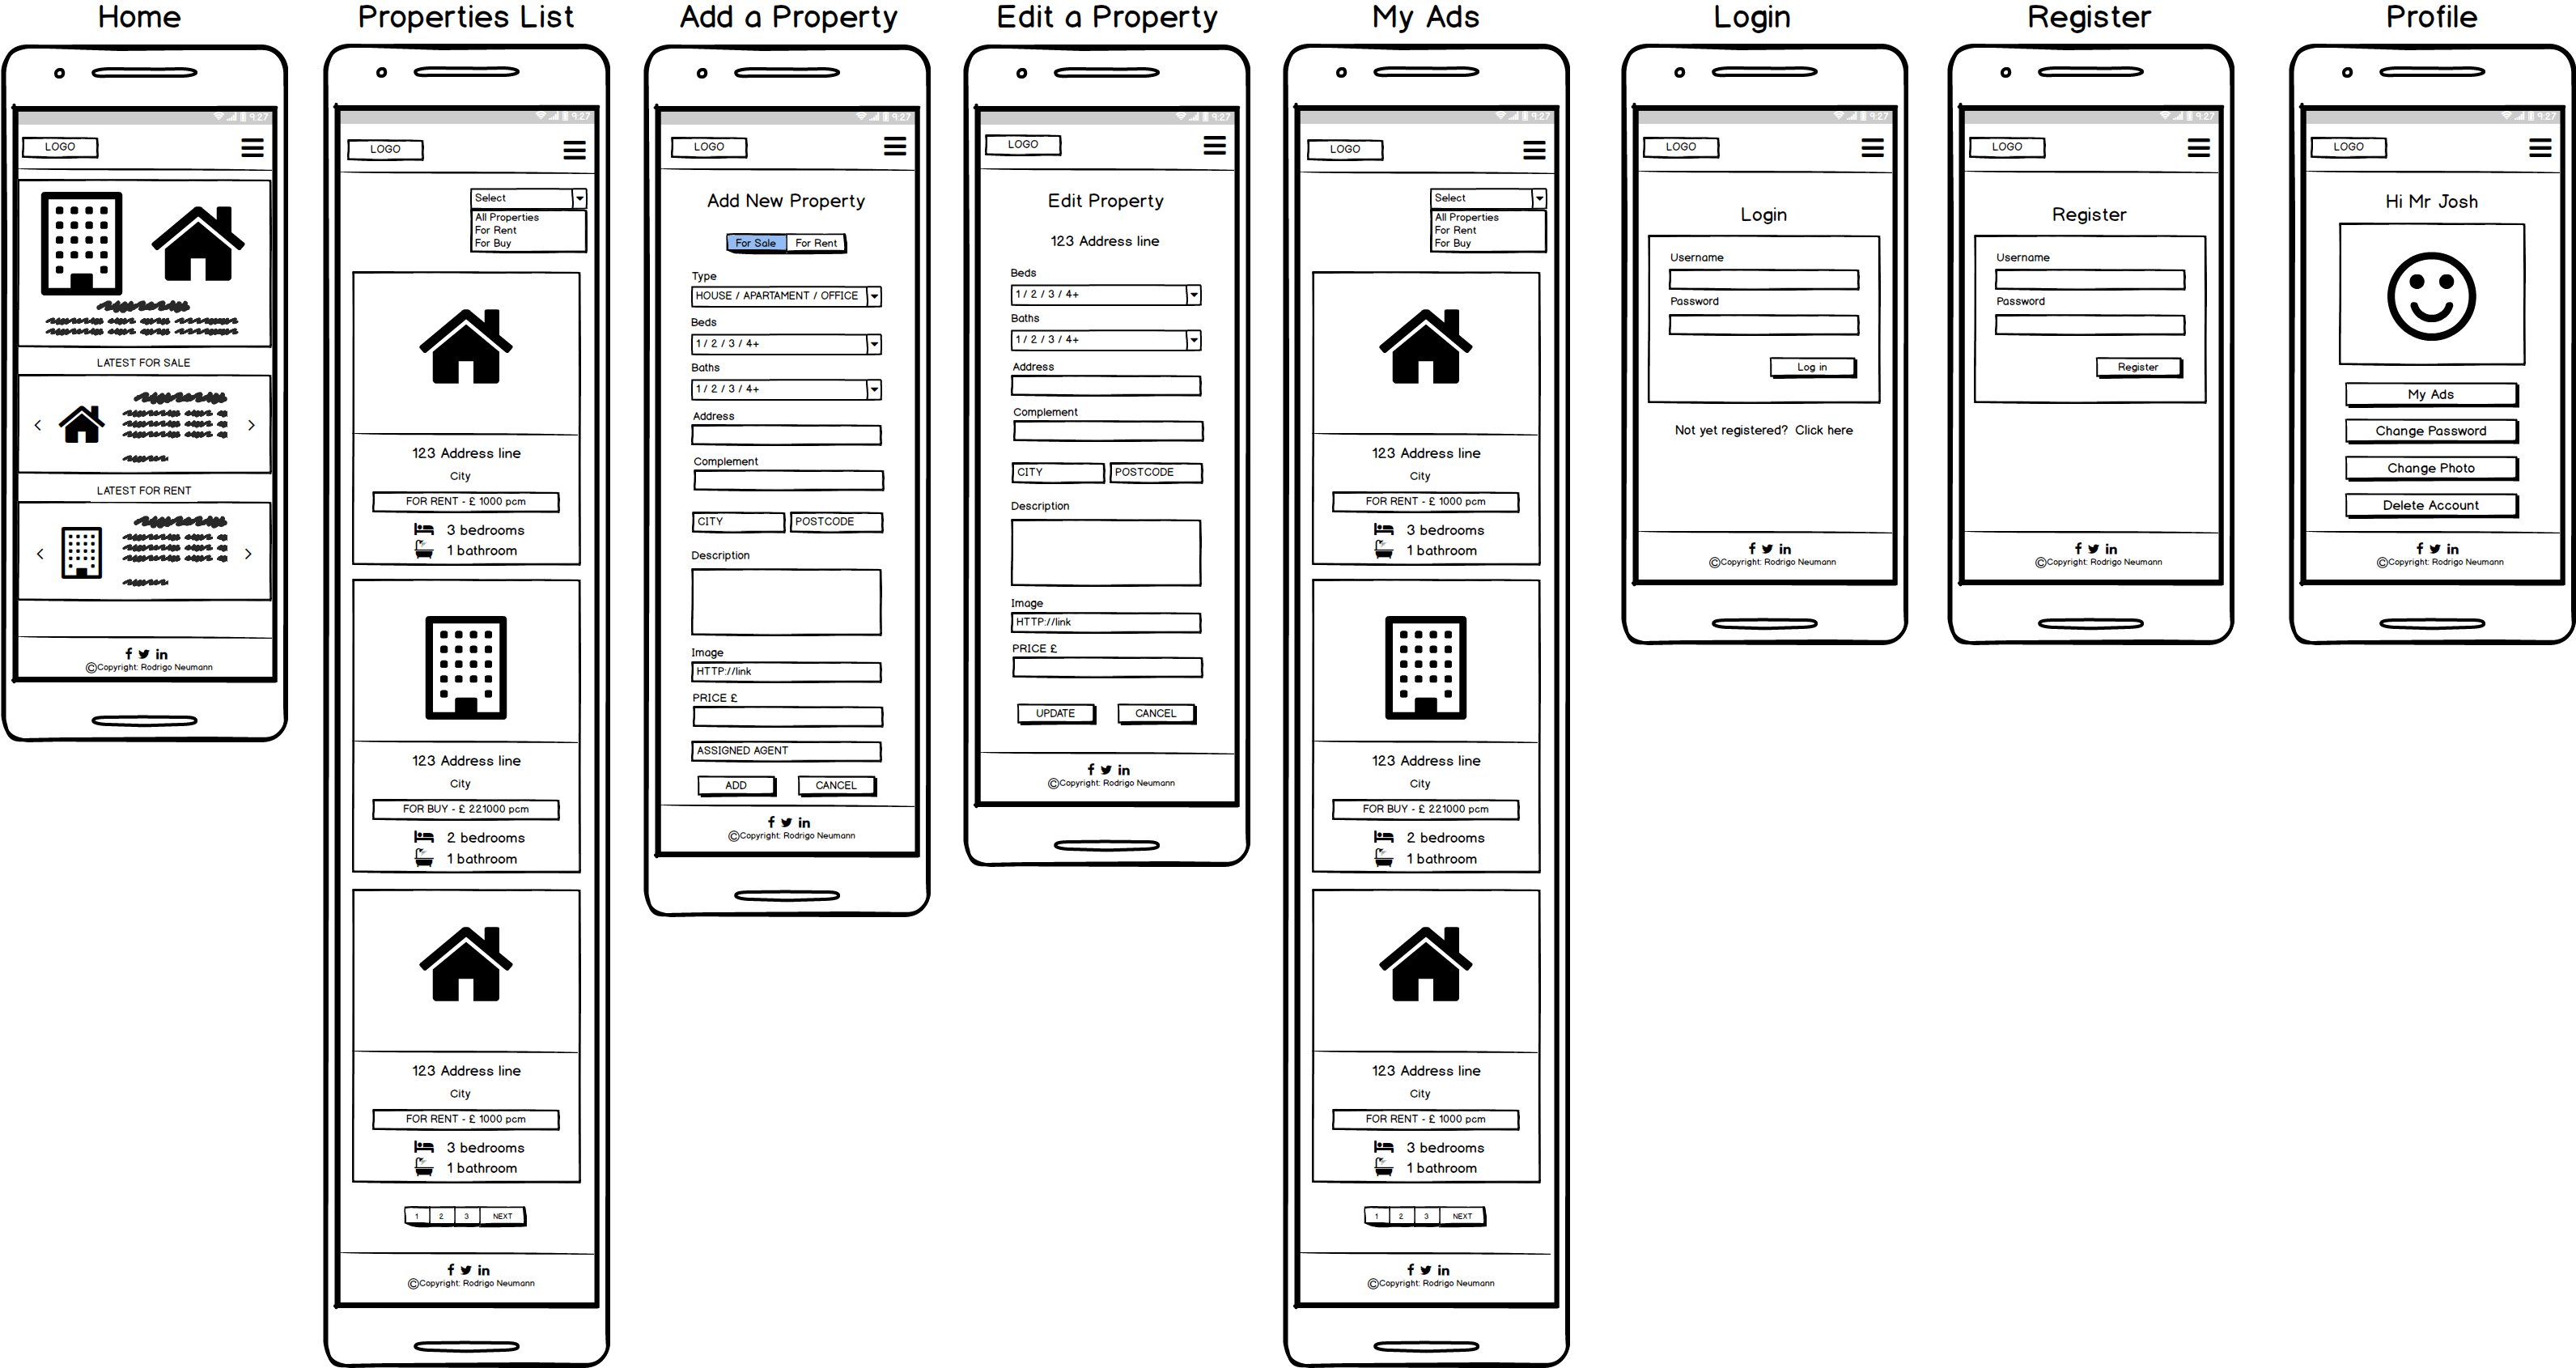 Home
9:27
LOGO
LATEST FOR SALE
LATEST FOR RENT
©Copyright: Rodrigo Neumann
Properties List
9:27
LOGO
Select
All Properties
For Rent
For Buy
123 Address line
City
FOR RENT - £ 1000 pcm
3 bedrooms
1 bathroom
123 Address line
City
FOR BUY - £ 221000 pcm
2 bedrooms
1 bathroom
123 Address line
City
FOR RENT - £ 1000 pcm
3 bedrooms
1 bathroom
1 2 3 NEXT
©Copyright: Rodrigo Neumann
Add a Property
9:27
LOGO
Add New Property
For Sale For Rent
Type
HOUSE / APARTAMENT / OFFICE
Beds
1 / 2 / 3 / 4+
Baths
1 / 2 / 3 / 4+
Address
Complement
CITY POSTCODE
Description
Image
HTTP://link
PRICE £
ASSIGNED AGENT
ADD CANCEL
©Copyright: Rodrigo Neumann
Edit a Property
9:27
LOGO
Edit Property
123 Address line
Beds
1 / 2 / 3 / 4+
Baths
1 / 2 / 3 / 4+
Address
Complement
CITY POSTCODE
Description
Image
HTTP://link
PRICE £
UPDATE CANCEL
©Copyright: Rodrigo Neumann
My Ads
9:27
LOGO
Select
All Properties
For Rent
For Buy
123 Address line
City
FOR RENT - £ 1000 pcm
3 bedrooms
1 bathroom
123 Address line
City
FOR BUY - £ 221000 pcm
2 bedrooms
1 bathroom
123 Address line
City
FOR RENT - £ 1000 pcm
3 bedrooms
1 bathroom
1 2 3 NEXT
©Copyright: Rodrigo Neumann
Login
9:27
LOGO
Login
Username
Password
Log in
Not yet registered? Click here
©Copyright: Rodrigo Neumann
Register
9:27
LOGO
Register
Username
Password
Register
©Copyright: Rodrigo Neumann
Profile
9:27
LOGO
Hi Mr Josh
My Ads
Change Password
Change Photo
Delete Account
©Copyright: Rodrigo Neumann